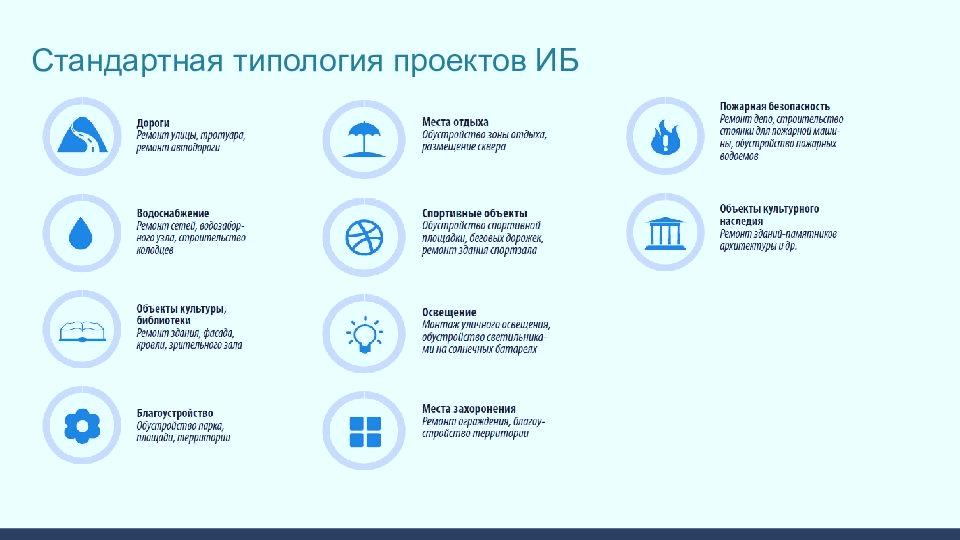 Стандартная типология проектов ИБ
Дороги
Ремонт улицы, тротуара,
ремонт автодороги
Водоснабжение
Ремонт сетей, водозабор-
ного узла, строительство
колодцев
Объекты культуры,
библиотеки
Ремонт здания, фасада,
кровли, зрительного зала
Благоустройство
Обустройство парка,
площади, территории
Места отдыха
Обустройство зоны отдыха,
размещение сквера
Спортивные объекты
Обустройство спортивной
площадки, беговых дорожек,
ремонт здания спортзала
Освещение
Монтаж уличного освещения,
обустройство светильника-
ми на солнечных батареях
Места захоронения
Ремонт ограждения, благоу-
стройство территории
Пожарная безопасность
Ремонт депо, строительство
стоянки для пожарной маши-
ны, обустройство пожарных
водоемов
Объекты культурного
наследия
Ремонт зданий-памятников
архитектуры и др.